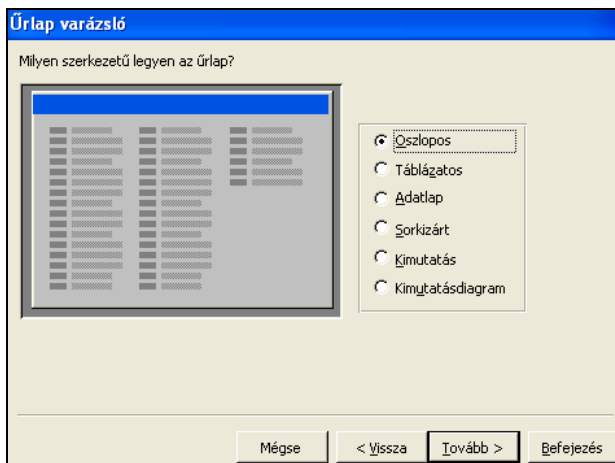 Űrlap varázsló
Milyen szerkezetű legyen az űrlap?
Oszlopos
Táblázatos
Adatlap
Sorkizárt
Kimutatás
Kimutatásdiagram
Mégse
< Vissza
Tovább >
Befejezés